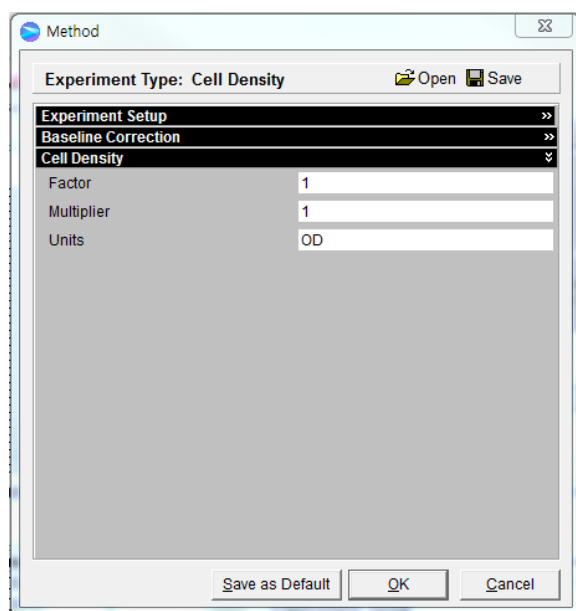 Method
Experiment Type: Cell Density Open Save
Experiment Setup
Baseline Correction
Cell Density
Factor 1
Multiplier 1
Units OD
Save as Default OK Cancel